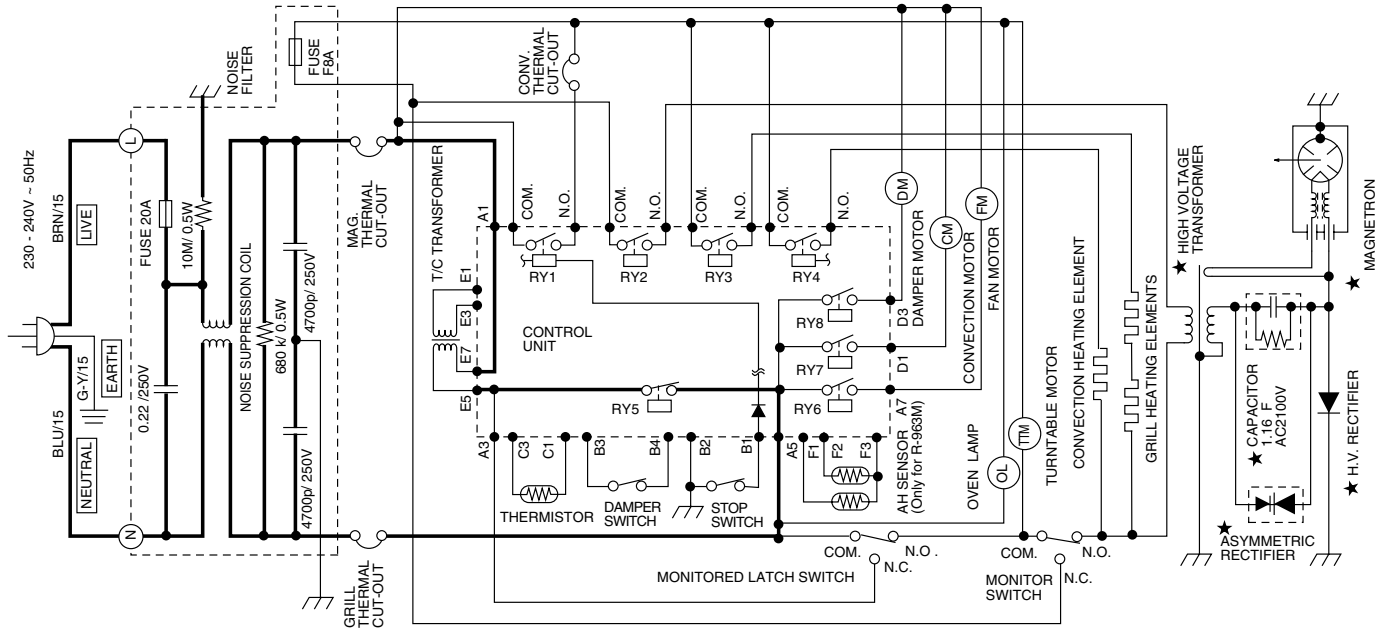 230 - 240V ~ 50Hz
BLU/15
G-Y/15
BRN/15
NEUTRAL
EARTH
LIVE
N
L
0.22 /250V
FUSE 20A
10M/ 0.5W
NOISE
FILTER
NOISE SUPPRESSION COIL
680 k/ 0.5W
4700p/ 250V
4700p/ 250V
FUSE
F8A
GRILL
THERMAL
CUT-OUT
MAG.
THERMAL
CUT-OUT
CONV.
THERMAL
CUT-OUT
T/C TRANSFORMER
E1
E3
E7
E5
A1
COM.
N.O.
COM.
N.O.
COM.
N.O.
COM.
N.O.
RY1
RY2
RY3
RY4
CONTROL
UNIT
RY5
RY8
RY7
RY6
A3
C3
C1
B3
B4
B2
B1
A5
F1
F2
F3
A7
D1
D3
THERMISTOR
DAMPER
SWITCH
STOP
SWITCH
AH SENSOR
(Only for R-963M)
DM
CM
FM
OL
TM
DAMPER MOTOR
CONVECTION MOTOR
FAN MOTOR
OVEN LAMP
TURNTABLE MOTOR
CONVECTION HEATING ELEMENT
GRILL HEATING ELEMENTS
COM.
N.O .
N.C.
MONITORED LATCH SWITCH
COM.
N.O.
N.C.
MONITOR
SWITCH
★ HIGH VOLTAGE
TRANSFORMER
★ CAPACITOR
1.16 F
AC2100V
★ ASYMMETRIC
RECTIFIER
★ H.V. RECTIFIER
★ MAGNETRON